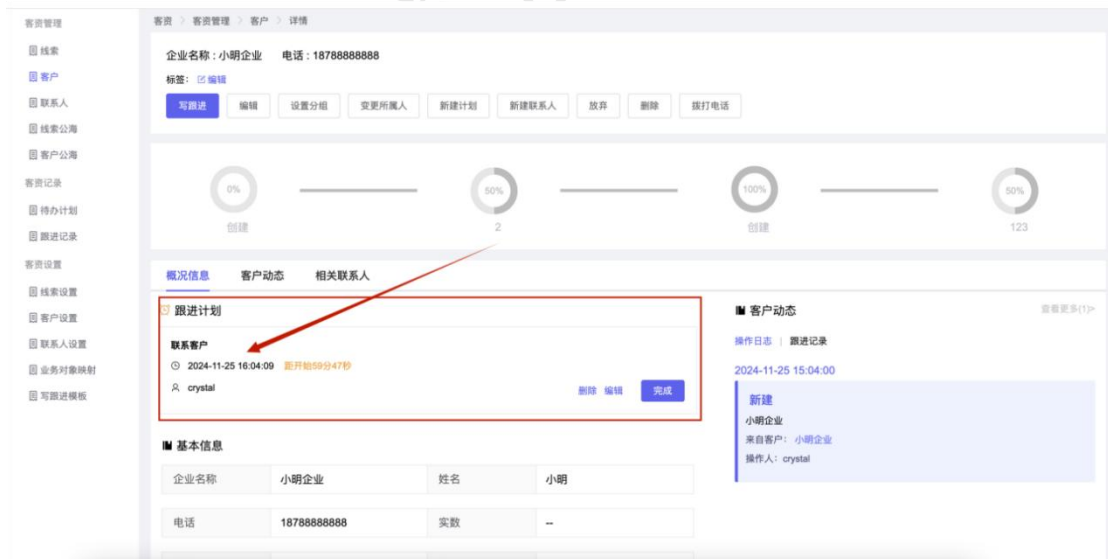 客资管理
线索
客户
联系人
线索公海
客户公海
客资记录
待办计划
跟进记录
客资设置
线索设置
客户设置
联系人设置
业务对象映射
写跟进模板
客资 > 客资管理 > 客户 > 详情
企业名称 : 小明企业 电话 : 18788888888
标签： 编辑
写跟进 编辑 设置分组 变更所属人 新建计划 新建联系人 放弃 删除 拨打电话
0% 50% 100% 50%
创建 2 创建 123
概况信息 客户动态 相关联系人
跟进计划
联系客户
2024-11-25 16:04:09 距开始59分47秒
crystal
删除 编辑 完成
基本信息
企业名称 小明企业 姓名 小明
电话 18788888888 实数 --
客户动态 查看更多(1)>
操作日志 | 跟进记录
2024-11-25 15:04:00
新建
小明企业
来自客户： 小明企业
操作人：crystal